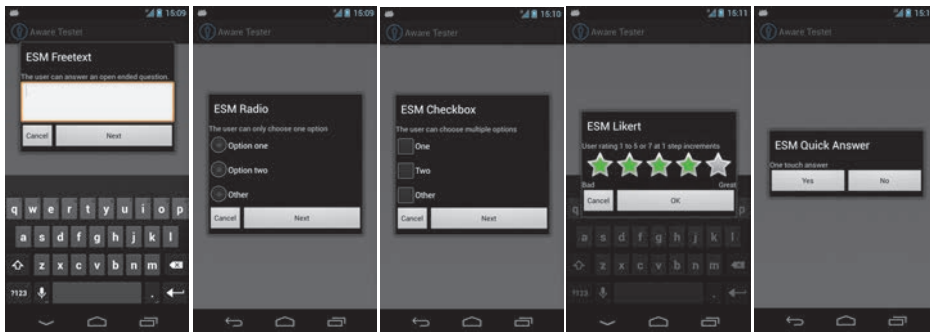 15:09
Aware Tester
ESM Freetext
The user can answer an open ended question.
Cancel Next
q w e r t y u i o p
a s d f g h j k l
z x c v b n m
?123 .
15:09
Aware Tester
ESM Radio
The user can only choose one option
Option one
Option two
Other
Cancel Next
15:10
Aware Tester
ESM Checkbox
The user can choose multiple options
One
Two
Other
Cancel Next
15:11
Aware Tester
ESM Likert
User rating 1 to 5 or 7 at 1 step increments
Bad Great
Cancel OK
q p
a s d f g h j k l
z x c v b n m
?123 .
Aware Tester
ESM Quick Answer
One touch answer
Yes No